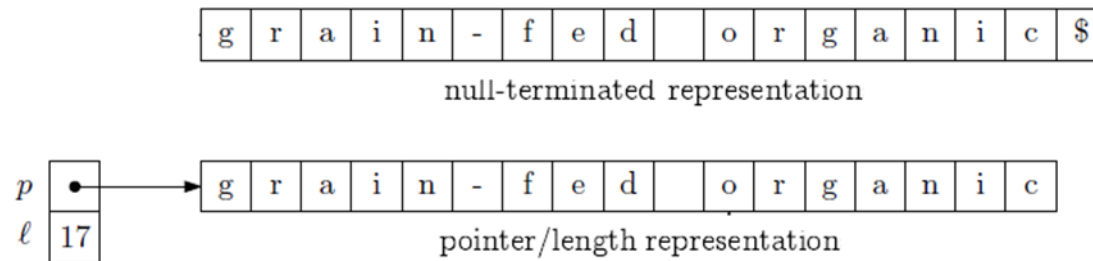 g r a i n - f e d   o r g a n i c $
null-terminated representation
p g r a i n - f e d   o r g a n i c
ℓ 17
pointer/length representation